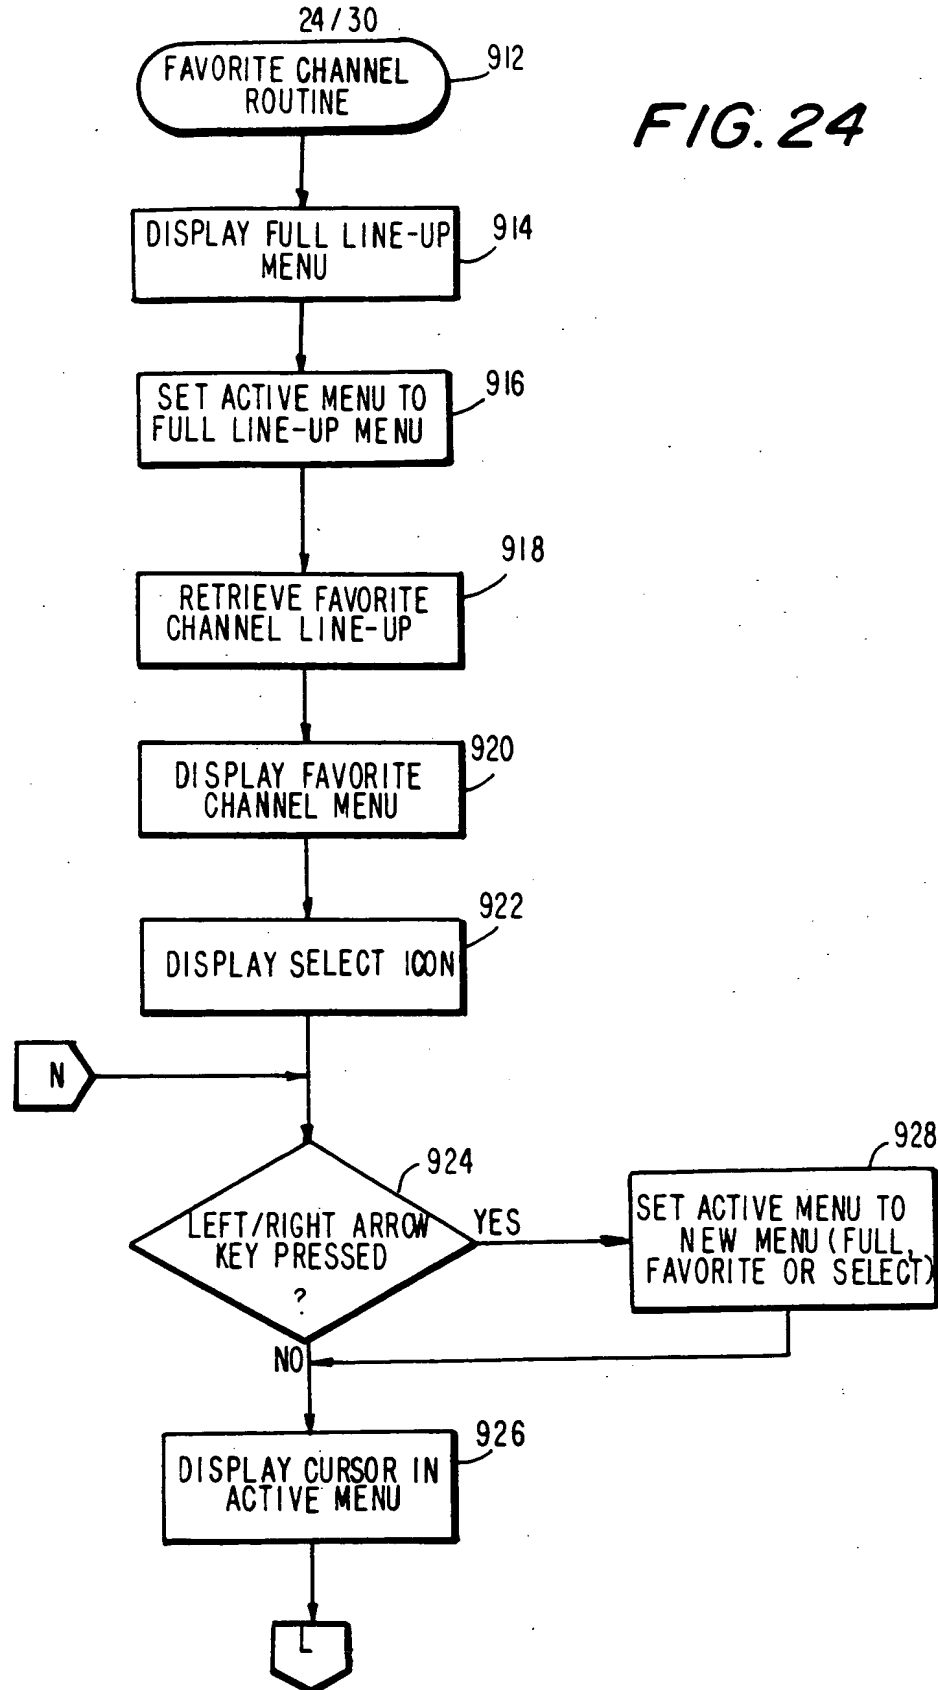 24/30
FAVORITE CHANNEL
ROUTINE
912
FIG. 24
DISPLAY FULL LINE-UP
MENU
914
SET ACTIVE MENU TO
FULL LINE-UP MENU
916
RETRIEVE FAVORITE
CHANNEL LINE-UP
918
DISPLAY FAVORITE
CHANNEL MENU
920
DISPLAY SELECT ICON
922
N
LEFT/RIGHT ARROW
KEY PRESSED
?
924
YES
NO
SET ACTIVE MENU TO
NEW MENU (FULL,
FAVORITE OR SELECT)
928
DISPLAY CURSOR IN
ACTIVE MENU
926
L